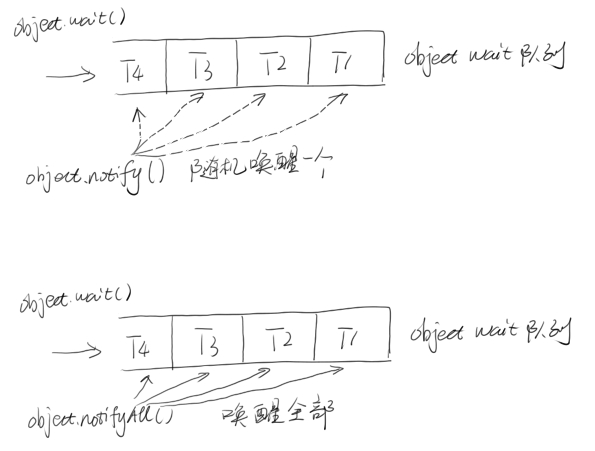 object.wait()
T4 T3 T2 T1 object wait 队列
object.notify() 随机唤醒一个
object.wait()
T4 T3 T2 T1 object wait 队列
object.notifyAll() 唤醒全部